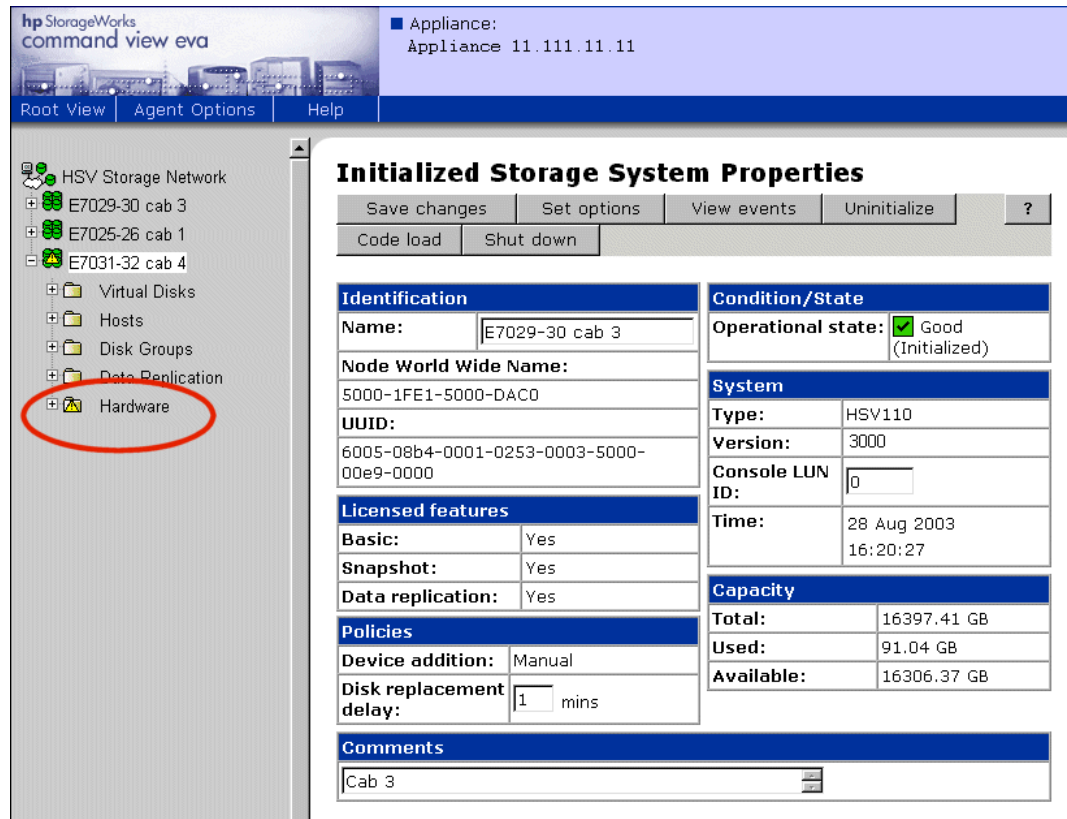 hp StorageWorks
command view eva
Appliance:
Appliance 11.111.11.11
Root View Agent Options Help
HSV Storage Network
E7029-30 cab 3
E7025-26 cab 1
E7031-32 cab 4
Virtual Disks
Hosts
Disk Groups
Data Replication
Hardware
Initialized Storage System Properties
Save changes Set options View events Uninitialize ?
Code load Shut down
Identification
Name: E7029-30 cab 3
Node World Wide Name:
5000-1FE1-5000-DAC0
UUID:
6005-08b4-0001-0253-0003-5000-
00e9-0000
Licensed features
Basic: Yes
Snapshot: Yes
Data replication: Yes
Policies
Device addition: Manual
Disk replacement
delay: 1 mins
Condition/State
Operational state: Good
(Initialized)
System
Type: HSV110
Version: 3000
Console LUN
ID: 0
Time: 28 Aug 2003
16:20:27
Capacity
Total: 16397.41 GB
Used: 91.04 GB
Available: 16306.37 GB
Comments
Cab 3